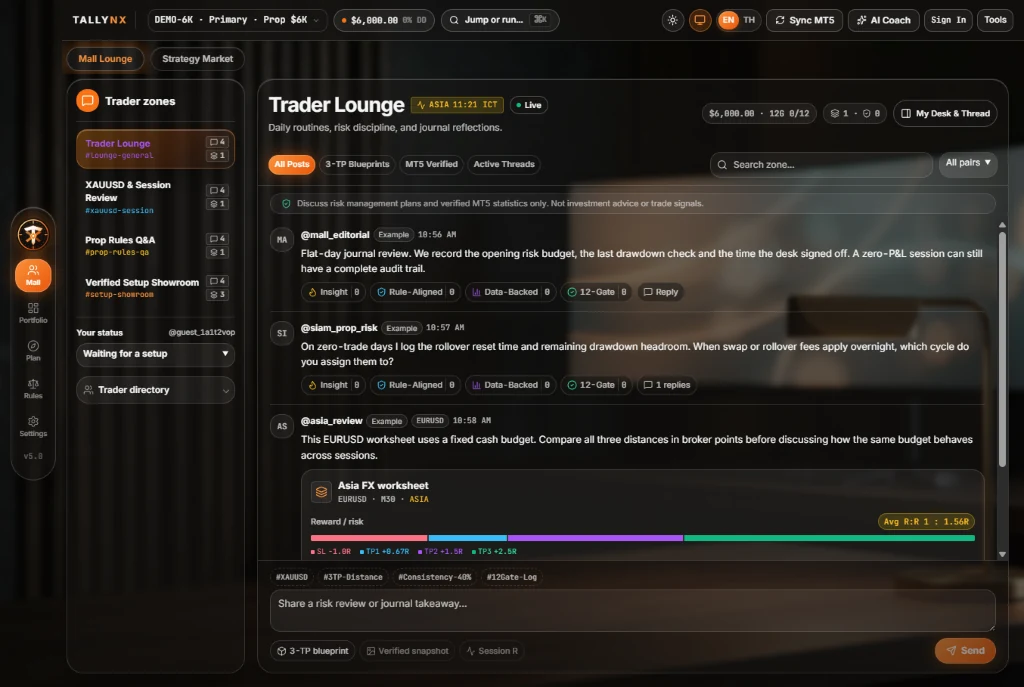 TALLYNX
DEMO-6K · Primary · Prop $6K
$6,000.00 0% DD
Jump or run... ⌘K
EN TH
Sync MT5
AI Coach
Sign In
Tools
Mall Lounge
Strategy Market
Trader zones
Trader Lounge
#lounge-general
4
1
XAUUSD & Session
Review
#xauusd-session
4
1
Prop Rules Q&A
#prop-rules-qa
4
1
Verified Setup Showroom
#setup-showroom
4
3
Your status @guest_1a1t2vop
Waiting for a setup
Trader directory
Mall
Portfolio
Plan
Rules
Settings
v5.0
Trader Lounge
ASIA 11:21 ICT
Live
Daily routines, risk discipline, and journal reflections.
$6,000.00 · 12G 0/12
1 · 0
My Desk & Thread
All Posts
3-TP Blueprints
MT5 Verified
Active Threads
Search zone...
All pairs
Discuss risk management plans and verified MT5 statistics only. Not investment advice or trade signals.
MA
@mall_editorial Example 10:56 AM
Flat-day journal review. We record the opening risk budget, the last drawdown check and the time the desk signed off. A zero-P&L session can still
have a complete audit trail.
Insight 0 Rule-Aligned 0 Data-Backed 0 12-Gate 0 Reply
SI
@siam_prop_risk Example 10:57 AM
On zero-trade days I log the rollover reset time and remaining drawdown headroom. When swap or rollover fees apply overnight, which cycle do
you assign them to?
Insight 0 Rule-Aligned 0 Data-Backed 0 12-Gate 0 1 replies
AS
@asia_review Example EURUSD 10:58 AM
This EURUSD worksheet uses a fixed cash budget. Compare all three distances in broker points before discussing how the same budget behaves
across sessions.
Asia FX worksheet
EURUSD · M30 · ASIA
Reward / risk
Avg R:R 1 : 1.56R
SL -1.0R TP1 +0.67R TP2 +1.5R TP3 +2.5R
#XAUUSD #3TP-Distance #Consistency-40% #12Gate-Log
Share a risk review or journal takeaway...
3-TP blueprint
Verified snapshot
Session R
Send